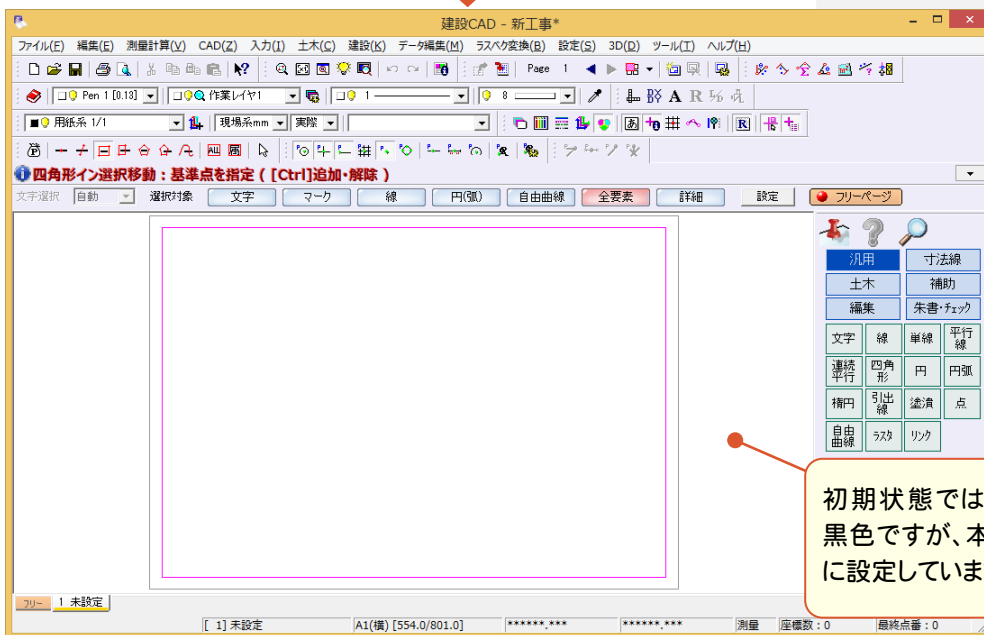 建設CAD - 新工事*
ファイル(F) 編集(E) 測量計算(V) CAD(Z) 入力(I) 土木(C) 建設(K) データ編集(M) ラスベク変換(B) 設定(S) 3D(D) ツール(T) ヘルプ(H)
Page 1
Pen 1 [0.13] 作業レイヤ1 1 8
用紙系 1/1 現場系mm 実際
四角形イン選択移動：基準点を指定 ( [Ctrl]追加・解除 )
文字選択 自動 選択対象 文字 マーク 線 円(弧) 自由曲線 全要素 詳細 設定 フリーページ
汎用 寸法線
土木 補助
編集 朱書・チェック
文字 線 単線 平行線
連続平行 四角形 円 円弧
楕円 引出線 塗潰 点
自由曲線 ラスタ リンク
初期状態では
黒色ですが、本
に設定していま
フリー 1 未設定
[ 1] 未設定 A1(横) [554.0/801.0] ******.*** ******.*** 測量 座標数：0 最終点番：0